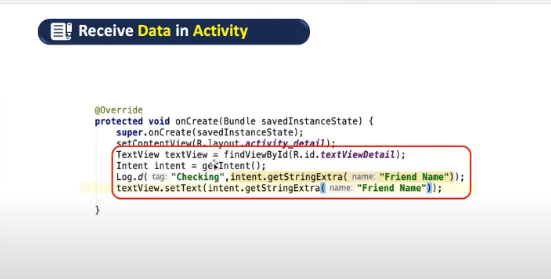 Receive Data in Activity
@Override
protected void onCreate(Bundle savedInstanceState) {
super.onCreate(savedInstanceState);
setContentView(R.layout.activity_detail);
TextView textView = findViewById(R.id.textViewDetail);
Intent intent = getIntent();
Log.d( tag: "Checking",intent.getStringExtra( name: "Friend Name"));
textView.setText(intent.getStringExtra( name: "Friend Name"));
}